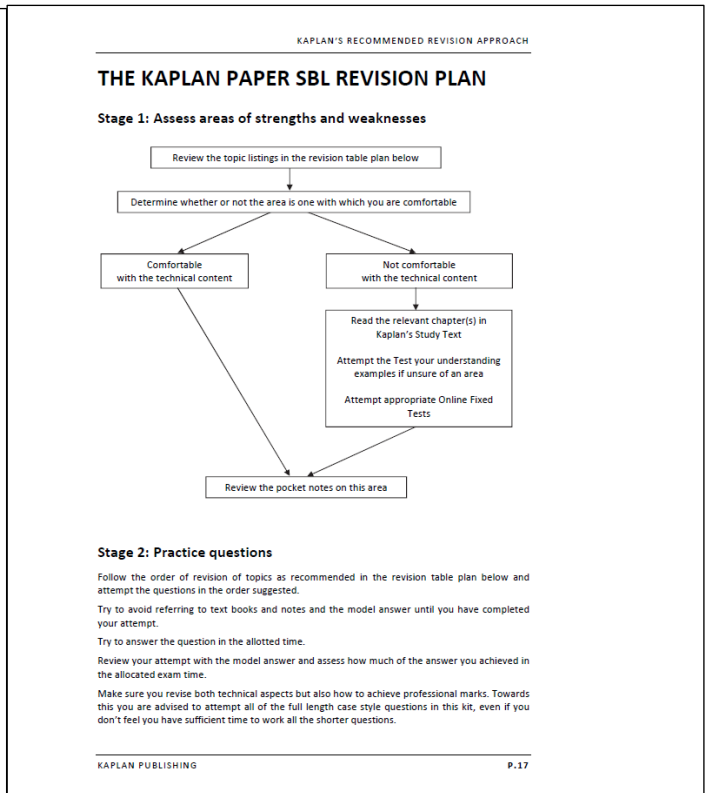 KAPLAN'S RECOMMENDED REVISION APPROACH
THE KAPLAN PAPER SBL REVISION PLAN
Stage 1: Assess areas of strengths and weaknesses
Review the topic listings in the revision table plan below
Determine whether or not the area is one with which you are comfortable
Comfortable
with the technical content
Not comfortable
with the technical content
Read the relevant chapter(s) in
Kaplan's Study Text
Attempt the Test your understanding
examples if unsure of an area
Attempt appropriate Online Fixed
Tests
Review the pocket notes on this area
Stage 2: Practice questions
Follow the order of revision of topics as recommended in the revision table plan below and
attempt the questions in the order suggested.
Try to avoid referring to text books and notes and the model answer until you have completed
your attempt.
Try to answer the question in the allotted time.
Review your attempt with the model answer and assess how much of the answer you achieved in
the allocated exam time.
Make sure you revise both technical aspects but also how to achieve professional marks. Towards
this you are advised to attempt all of the full length case style questions in this kit, even if you
don't feel you have sufficient time to work all the shorter questions.
KAPLAN PUBLISHING
P.17